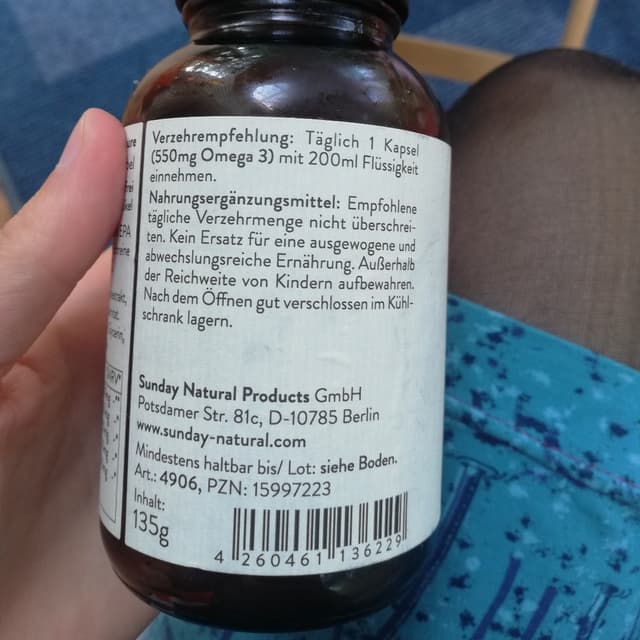 Verzehrempfehlung: Täglich 1 Kapsel
(550mg Omega 3) mit 200ml Flüssigkeit
einnehmen.
Nahrungsergänzungsmittel: Empfohlene
tägliche Verzehrmenge nicht überschrei-
ten. Kein Ersatz für eine ausgewogene und
abwechslungsreiche Ernährung. Außerhalb
der Reichweite von Kindern aufbewahren.
Nach dem Öffnen gut verschlossen im Kühl-
schrank lagern.
Sunday Natural Products GmbH
Potsdamer Str. 81c, D-10785 Berlin
www.sunday-natural.com
Mindestens haltbar bis/ Lot: siehe Boden.
Art.: 4906, PZN: 15997223
Inhalt:
135g
4 260461 136229